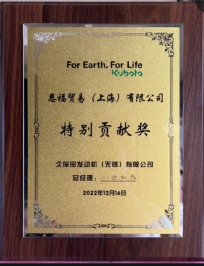 For Earth, For Life
Kubota
恩福贸易（上海）有限公司
特别贡献奖
久保田发动机（无锡）有限公司
总经理：
2022年12月16日